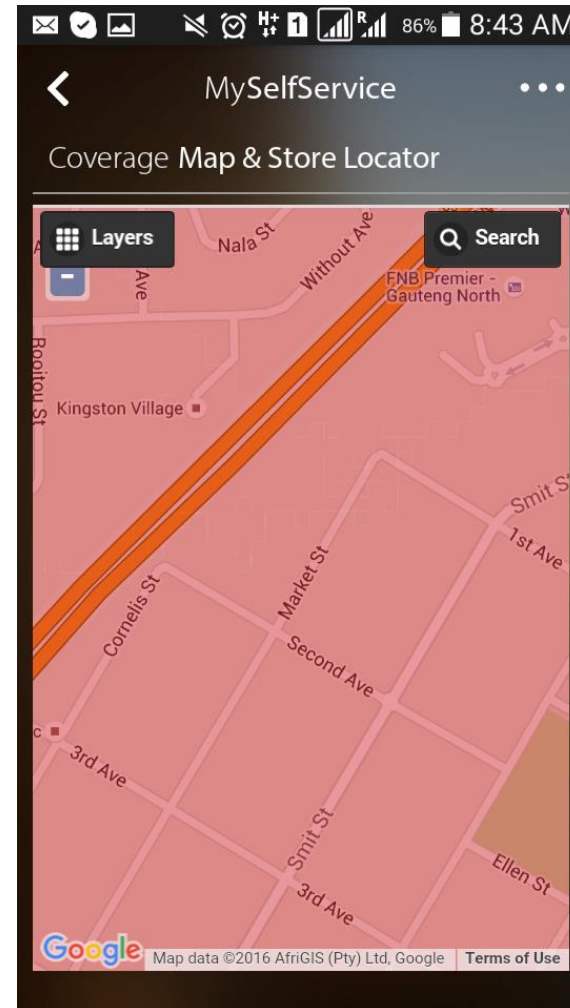 H+ 1 R 86% 8:43 AM
MySelfService
Coverage Map & Store Locator
Layers
Search
Nala St
Without Ave
Ave
FNB Premier -
Gauteng North
Booitou St
Kingston Village
Smit St
1st Ave
Market St
Cornelis St
Second Ave
c
3rd Ave
Smit St
Ellen St
3rd Ave
Google
Map data ©2016 AfriGIS (Pty) Ltd, Google
Terms of Use